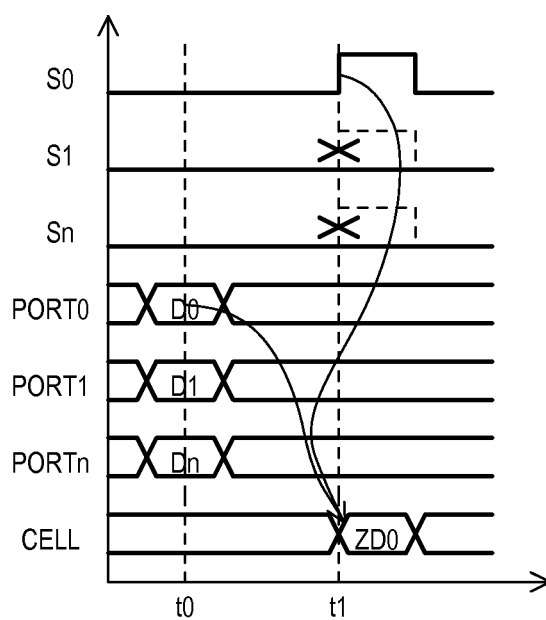 S0
S1
Sn
PORT0 D0
PORT1 D1
PORTn Dn
CELL ZD0
t0 t1